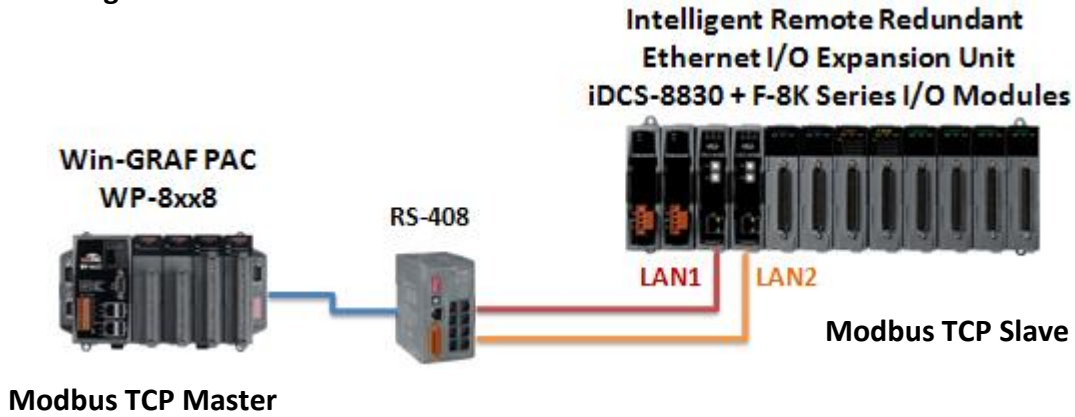 Intelligent Remote Redundant
Ethernet I/O Expansion Unit
iDCS-8830 + F-8K Series I/O Modules
Win-GRAF PAC
WP-8xx8
RS-408
LAN1
LAN2
Modbus TCP Slave
Modbus TCP Master